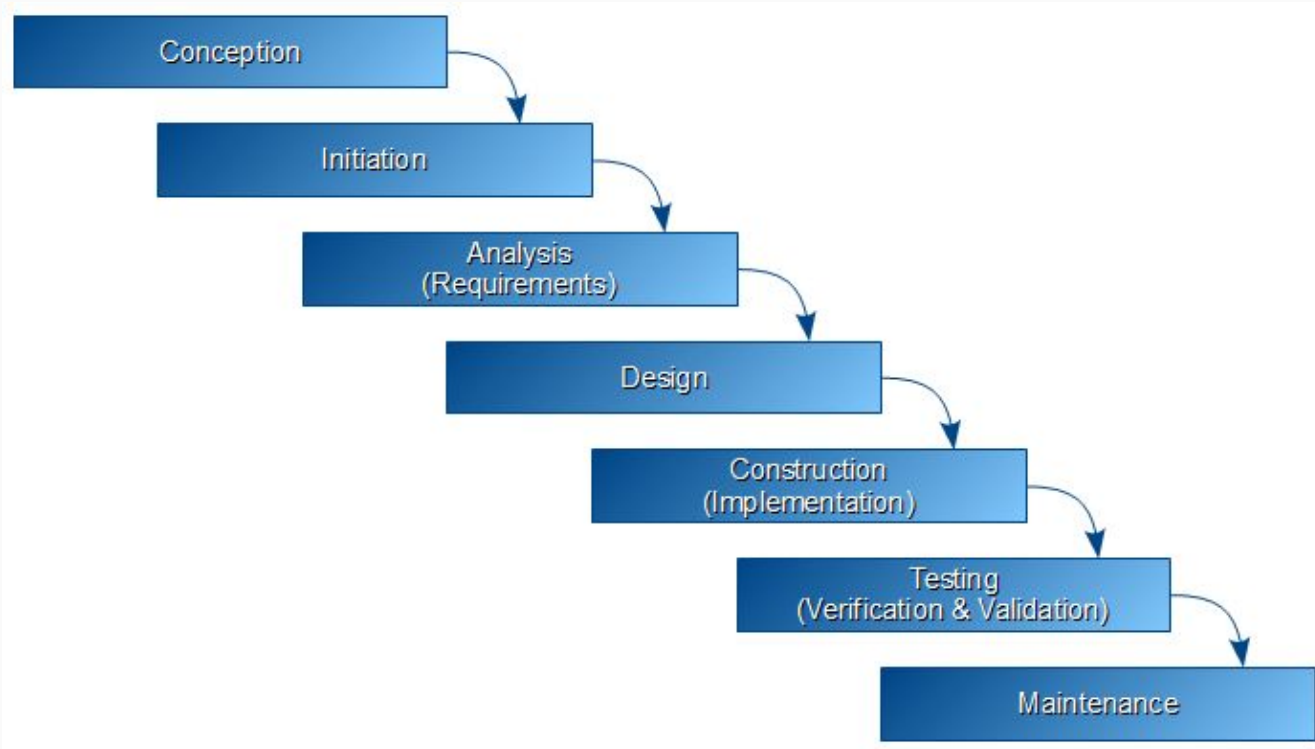 Conception
Initiation
Analysis
(Requirements)
Design
Construction
(Implementation)
Testing
(Verification & Validation)
Maintenance